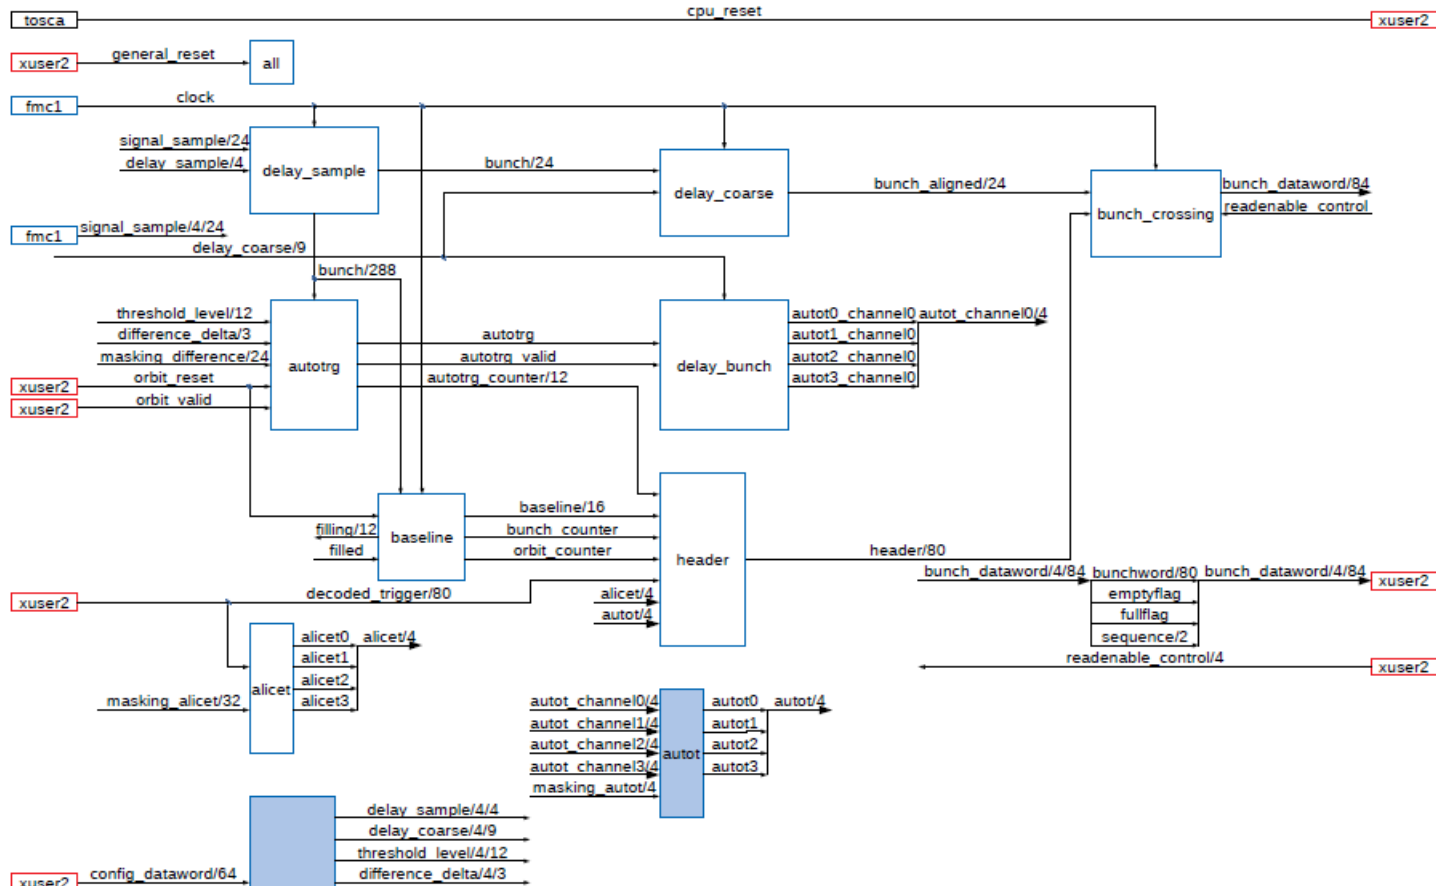 tosca cpu_reset xuser2
xuser2 general_reset all
fmc1 clock
signal_sample/24
delay_sample/4 delay_sample bunch/24 delay_coarse bunch_aligned/24 bunch_crossing bunch_dataword/84
readenable_control
fmc1 signal_sample/4/24
delay_coarse/9
bunch/288
threshold_level/12 autot0_channel0 autot_channel0/4
difference_delta/3 autotrg autot1_channel0
masking_difference/24 autotrg autotrg_valid delay_bunch autot2_channel0
xuser2 orbit_reset autotrg_counter/12 autot3_channel0
xuser2 orbit_valid
baseline/16
filling/12 baseline bunch_counter
filled orbit_counter header header/80
bunch_dataword/4/84 bunchword/80 bunch_dataword/4/84 xuser2
xuser2 decoded_trigger/80 alicet/4 emptyflag
autot/4 fullflag
alicet0 alicet/4 sequence/2
alicet1 readenable_control/4 xuser2
alicet alicet2
masking_alicet/32 alicet3 autot_channel0/4 autot0 autot/4
autot_channel1/4 autot1
autot_channel2/4 autot autot2
autot_channel3/4 autot3
masking_autot/4
delay_sample/4/4
delay_coarse/4/9
threshold_level/4/12
xuser2 config_dataword/64 difference_delta/4/3